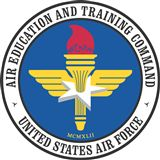 AIR EDUCATION AND TRAINING COMMAND
MCMXLII
UNITED STATES AIR FORCE